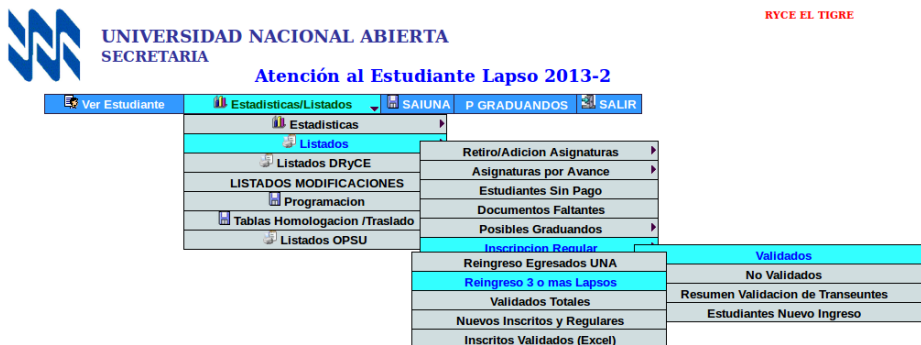 RYCE EL TIGRE
UNIVERSIDAD NACIONAL ABIERTA
SECRETARIA
Atención al Estudiante Lapso 2013-2
Ver Estudiante
Estadisticas/Listados
SAIUNA
P GRADUANDOS
SALIR
Estadisticas
Listados
Listados DRyCE
LISTADOS MODIFICACIONES
Programacion
Tablas Homologacion /Traslado
Listados OPSU
Retiro/Adicion Asignaturas
Asignaturas por Avance
Estudiantes Sin Pago
Documentos Faltantes
Posibles Graduandos
Inscripcion Regular
Reingreso Egresados UNA
Reingreso 3 o mas Lapsos
Validados Totales
Nuevos Inscritos y Regulares
Inscritos Validados (Excel)
Validados
No Validados
Resumen Validacion de Transeuntes
Estudiantes Nuevo Ingreso